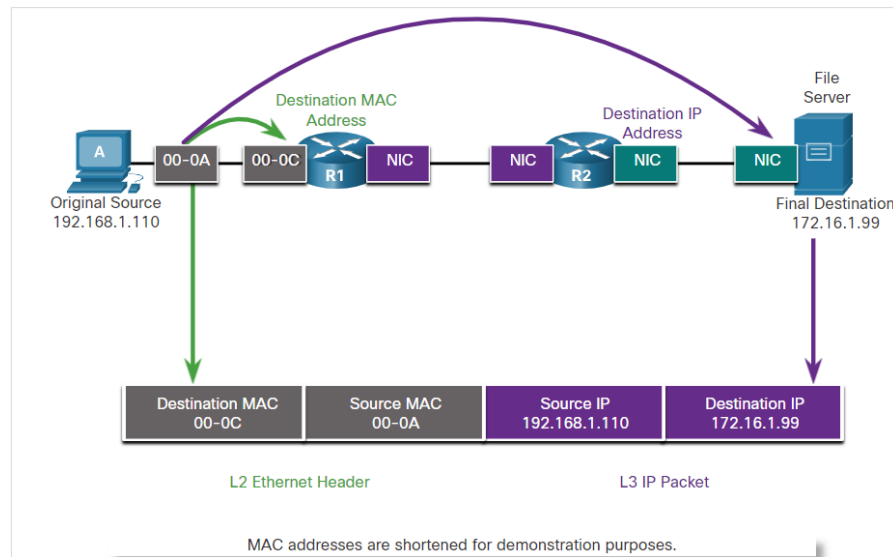 File
Server
Destination MAC
Address
Destination IP
Address
A
00-0A
00-0C
R1
NIC
NIC
R2
NIC
NIC
Original Source
192.168.1.110
Final Destination
172.16.1.99
Destination MAC
00-0C
Source MAC
00-0A
Source IP
192.168.1.110
Destination IP
172.16.1.99
L2 Ethernet Header
L3 IP Packet
MAC addresses are shortened for demonstration purposes.